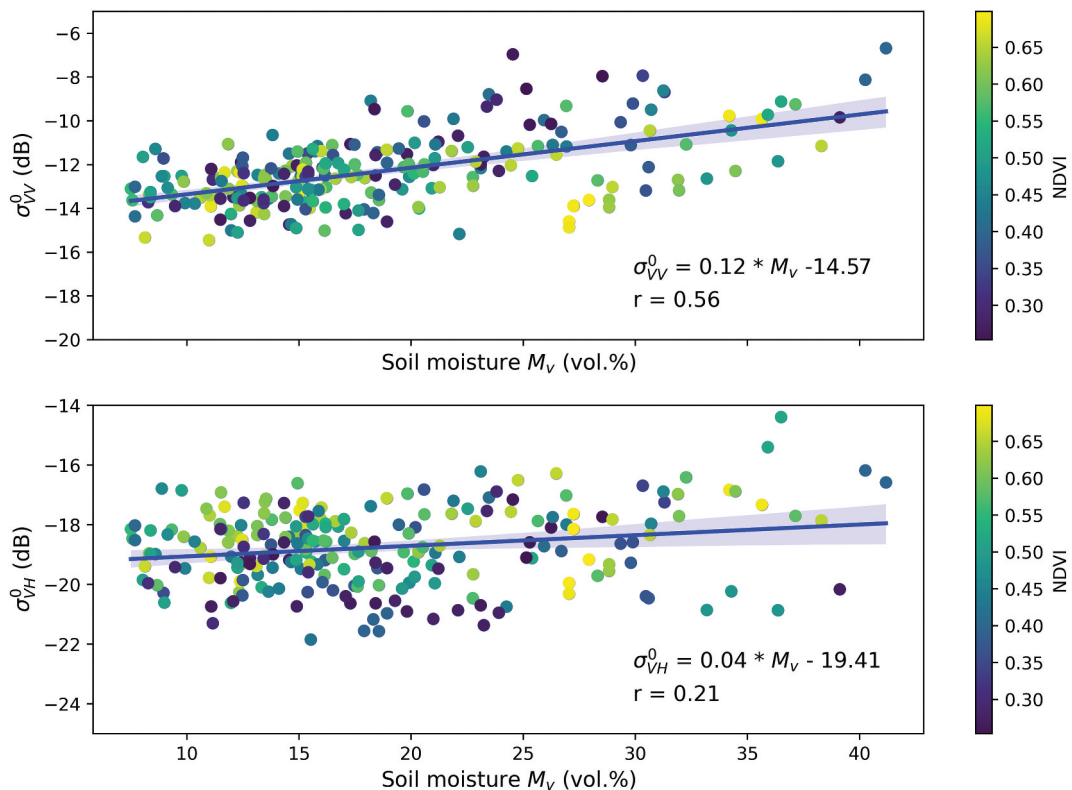 −6
−8
−10
−12
−14
−16
−18
−20
σ⁰VV (dB)
σ⁰VV = 0.12 * Mv -14.57
r = 0.56
Soil moisture Mv (vol.%)
0.65
0.60
0.55
0.50
0.45
0.40
0.35
0.30
NDVI
−14
−16
−18
−20
−22
−24
σ⁰VH (dB)
σ⁰VH = 0.04 * Mv - 19.41
r = 0.21
10 15 20 25 30 35 40
Soil moisture Mv (vol.%)
0.65
0.60
0.55
0.50
0.45
0.40
0.35
0.30
NDVI